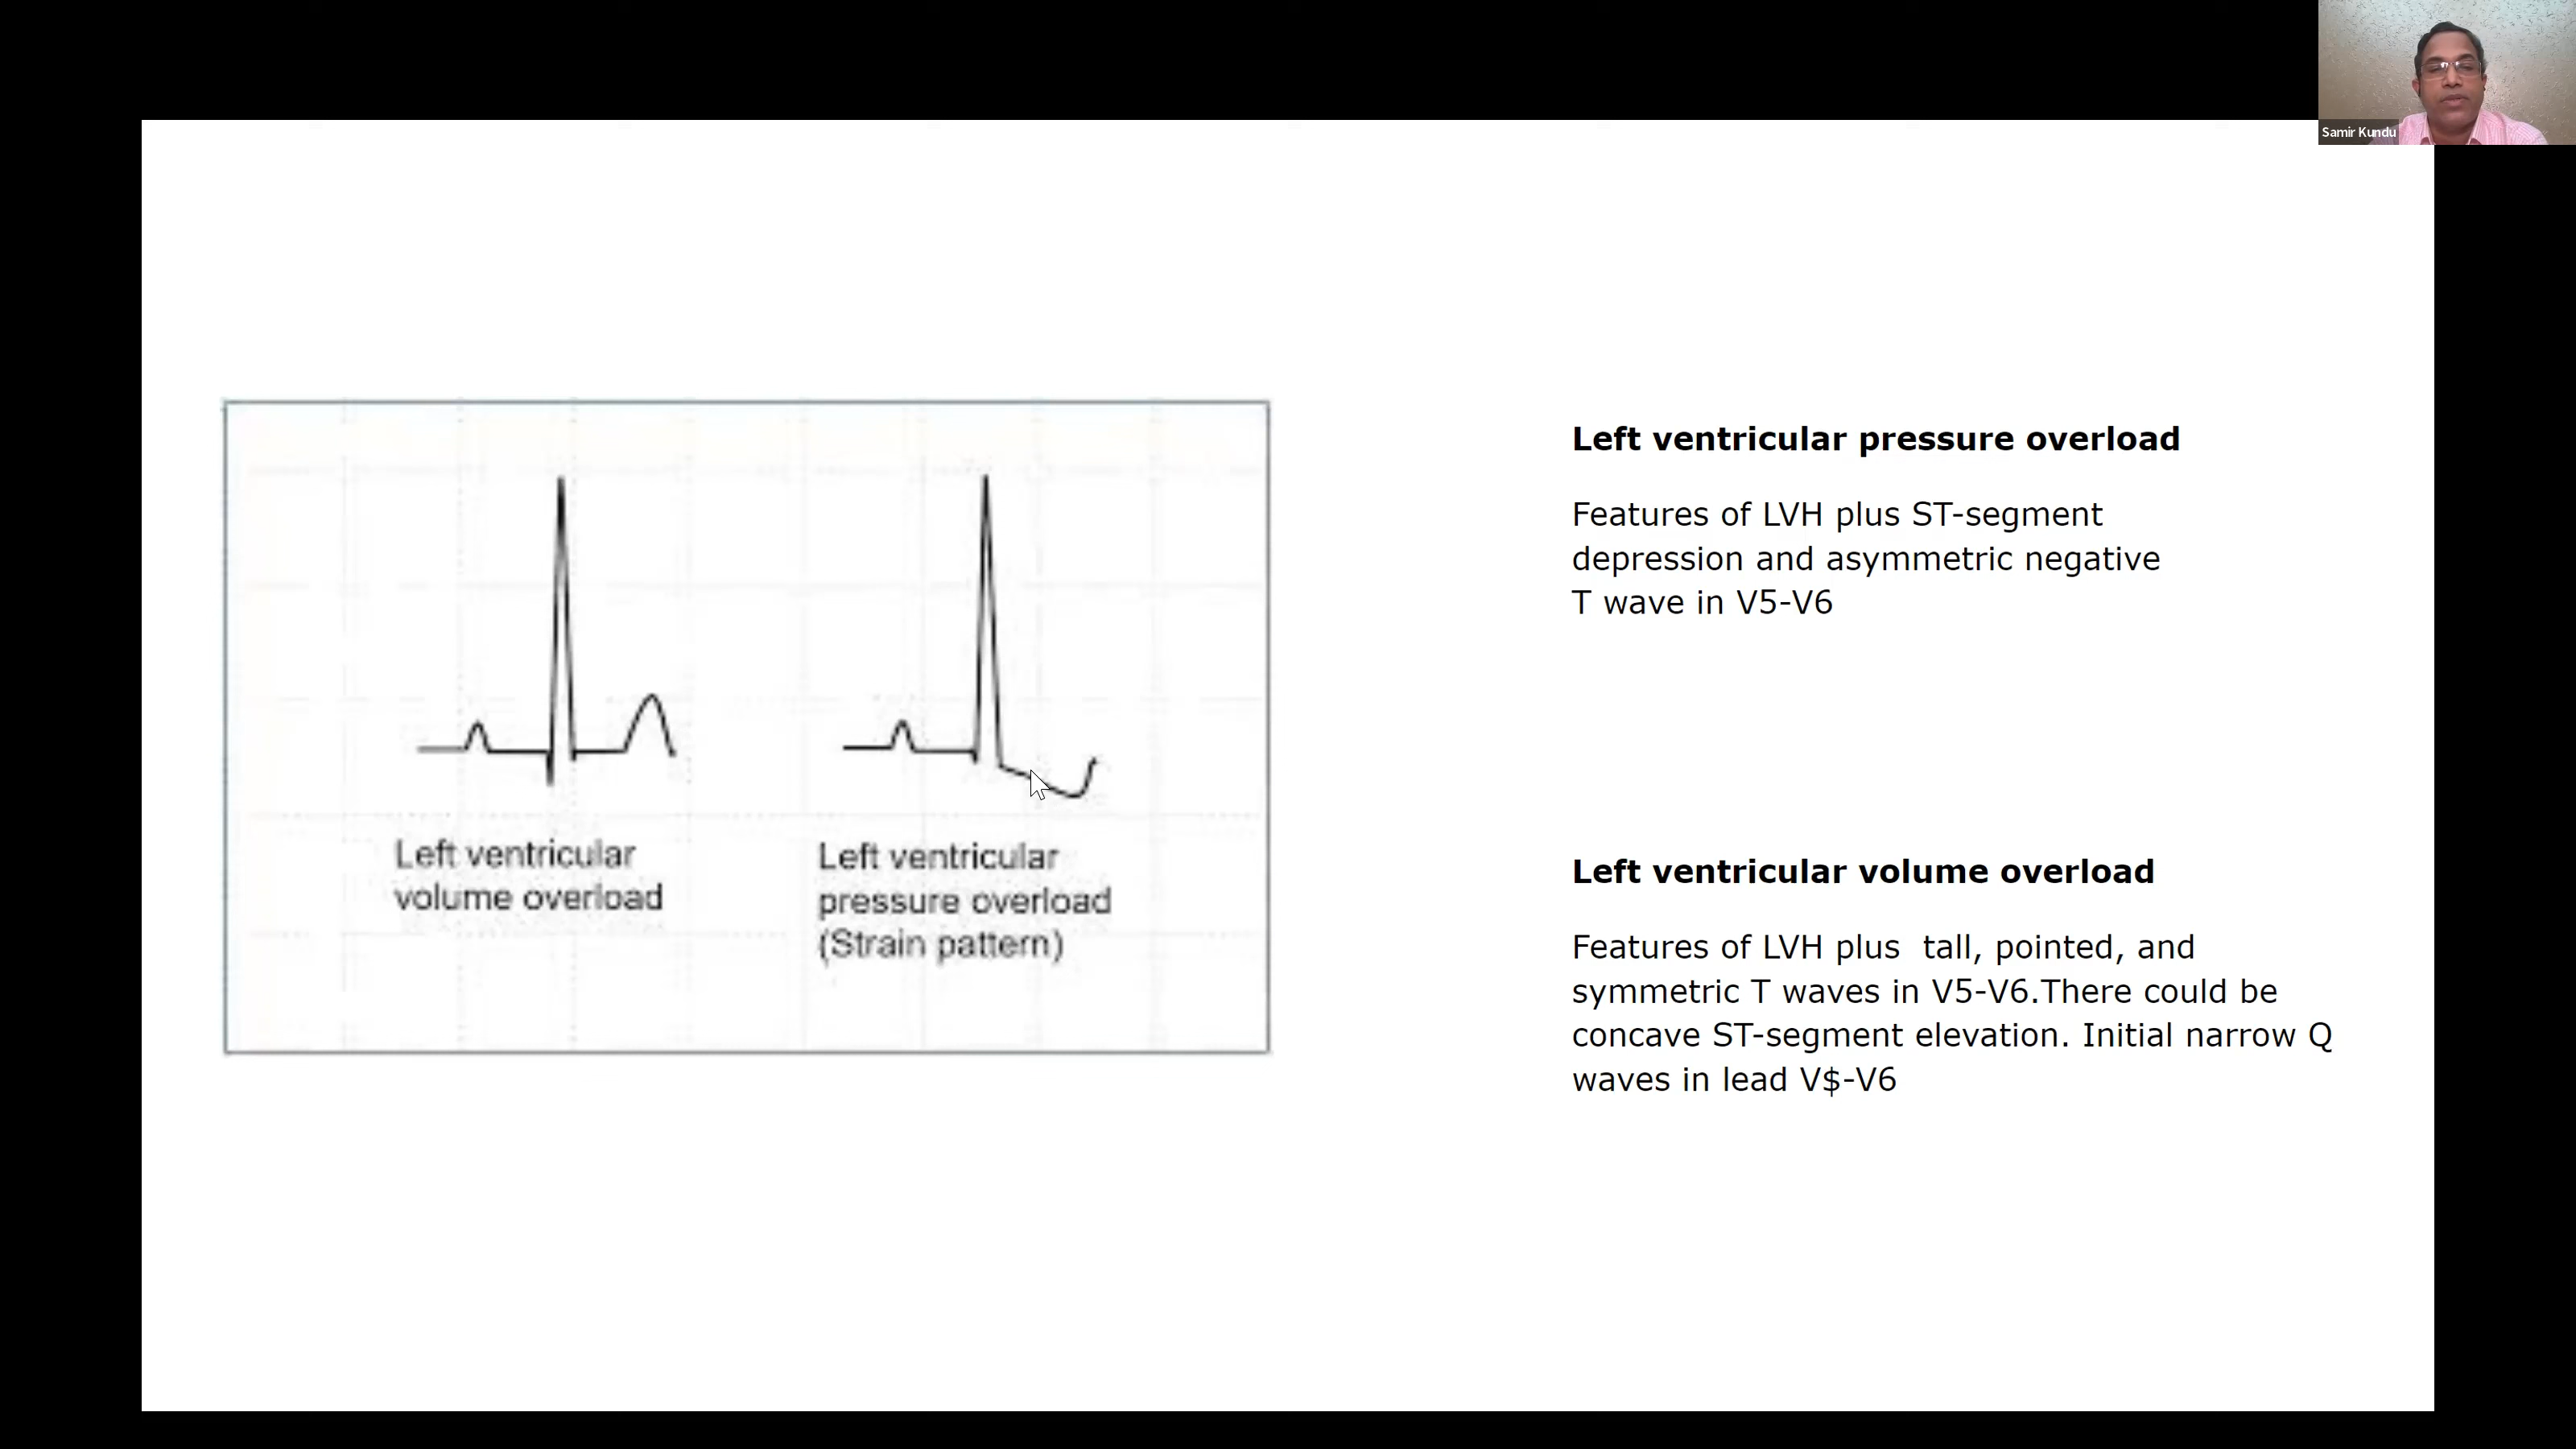 Samir Kundu
Left ventricular
volume overload
Left ventricular
pressure overload
(Strain pattern)
Left ventricular pressure overload
Features of LVH plus ST-segment
depression and asymmetric negative
T wave in V5-V6
Left ventricular volume overload
Features of LVH plus  tall, pointed, and
symmetric T waves in V5-V6.There could be
concave ST-segment elevation. Initial narrow Q
waves in lead V$-V6